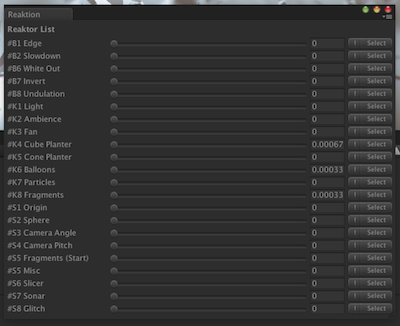 Reaktion
Reaktor List
#B1 Edge 0 ! Select
#B2 Slowdown 0 ! Select
#B6 White Out 0 ! Select
#B7 Invert 0 ! Select
#B8 Undulation 0 ! Select
#K1 Light 0 ! Select
#K2 Ambience 0 ! Select
#K3 Fan 0 ! Select
#K4 Cube Planter 0.00067 ! Select
#K5 Cone Planter 0 ! Select
#K6 Balloons 0.00033 ! Select
#K7 Particles 0 ! Select
#K8 Fragments 0.00033 ! Select
#S1 Origin 0 ! Select
#S2 Sphere 0 ! Select
#S3 Camera Angle 0 ! Select
#S4 Camera Pitch 0 ! Select
#S5 Fragments (Start) 0 ! Select
#S5 Misc 0 ! Select
#S6 Slicer 0 ! Select
#S7 Sonar 0 ! Select
#S8 Glitch 0 ! Select